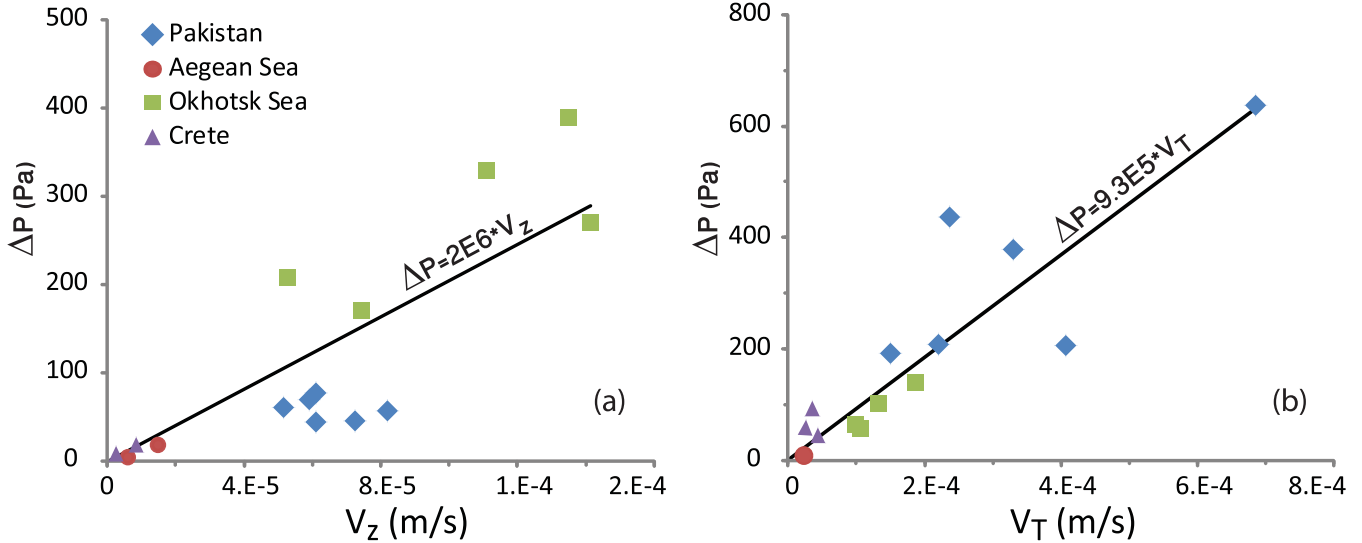 500
400
300
200
100
0
ΔP (Pa)
Pakistan
Aegean Sea
Okhotsk Sea
Crete
ΔP=2E6*Vz
(a)
0 4.E-5 8.E-5 1.E-4 2.E-4
Vz (m/s)
800
600
400
200
0
ΔP (Pa)
ΔP=9.3E5*VT
(b)
0 2.E-4 4.E-4 6.E-4 8.E-4
VT (m/s)